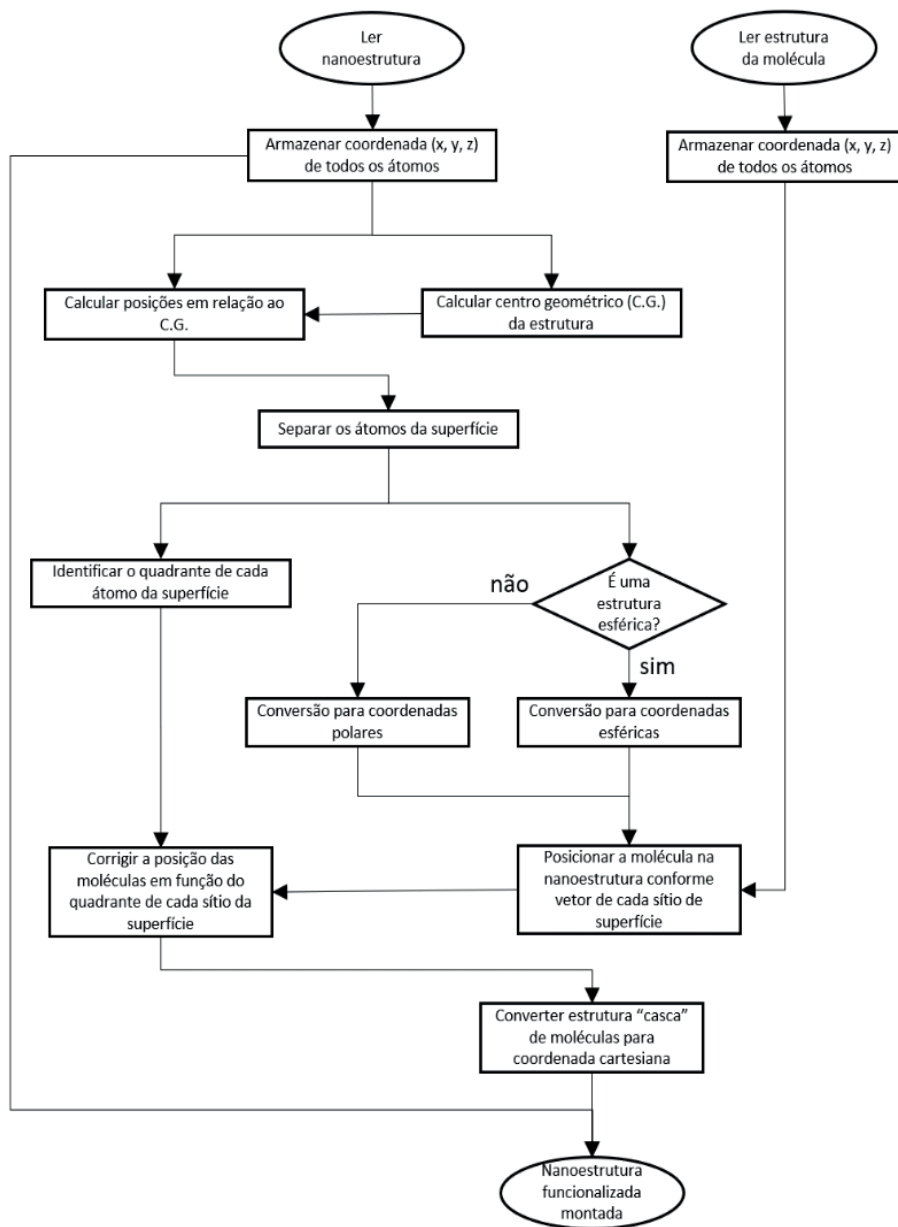 Ler
nanoestrutura
Ler estrutura
da molécula
Armazenar coordenada (x, y, z)
de todos os átomos
Armazenar coordenada (x, y, z)
de todos os átomos
Calcular posições em relação ao
C.G.
Calcular centro geométrico (C.G.)
da estrutura
Separar os átomos da superfície
Identificar o quadrante de cada
átomo da superfície
não
É uma
estrutura
esférica?
sim
Conversão para coordenadas
polares
Conversão para coordenadas
esféricas
Corrigir a posição das
moléculas em função do
quadrante de cada sítio da
superfície
Posicionar a molécula na
nanoestrutura conforme
vetor de cada sítio de
superfície
Converter estrutura “casca”
de moléculas para
coordenada cartesiana
Nanoestrutura
funcionalizada
montada